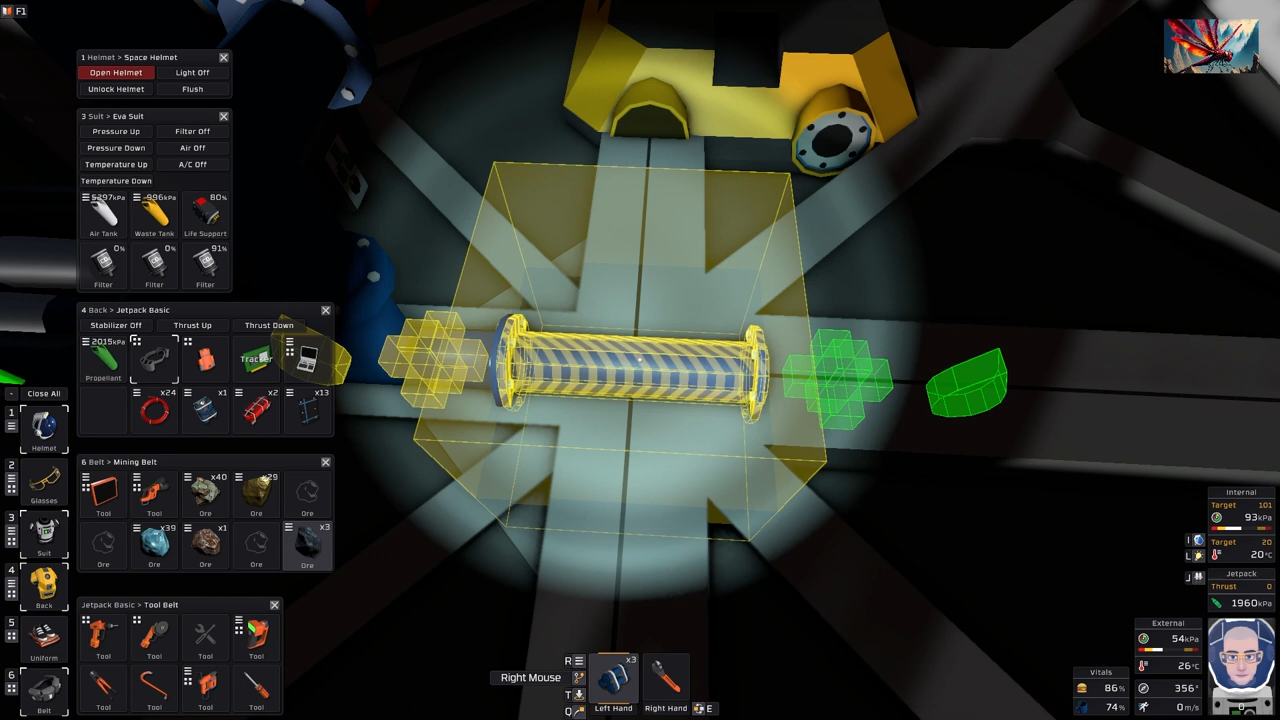 F1
1 Helmet > Space Helmet
Open Helmet
Light Off
Unlock Helmet
Flush
3 Suit > Eva Suit
Pressure Up
Filter Off
Pressure Down
Air Off
Temperature Up
A/C Off
Temperature Down
5397kPa
996kPa
80%
Air Tank
Waste Tank
Life Support
0%
0%
91%
Filter
Filter
Filter
4 Back > Jetpack Basic
Stabilizer Off
Thrust Up
Thrust Down
2015kPa
Tracker
Propellant
x24
x1
x2
x13
Close All
1
Helmet
2
Glasses
3
Suit
4
Back
5
Uniform
6
Belt
6 Belt > Mining Belt
x40
x29
Tool
Tool
Ore
Ore
Ore
x39
x1
x3
Ore
Ore
Ore
Ore
Ore
Jetpack Basic > Tool Belt
Tool
Tool
Tool
Tool
Tool
Tool
Tool
Tool
Right Mouse
R
T
Q
x3
Left Hand
Right Hand
E
Internal
Target 101
93kPa
Target 20
20°C
I
L
J
Jetpack
Thrust 0
1960kPa
External
54kPa
26°C
Vitals
86%
356°
74%
0m/s
0